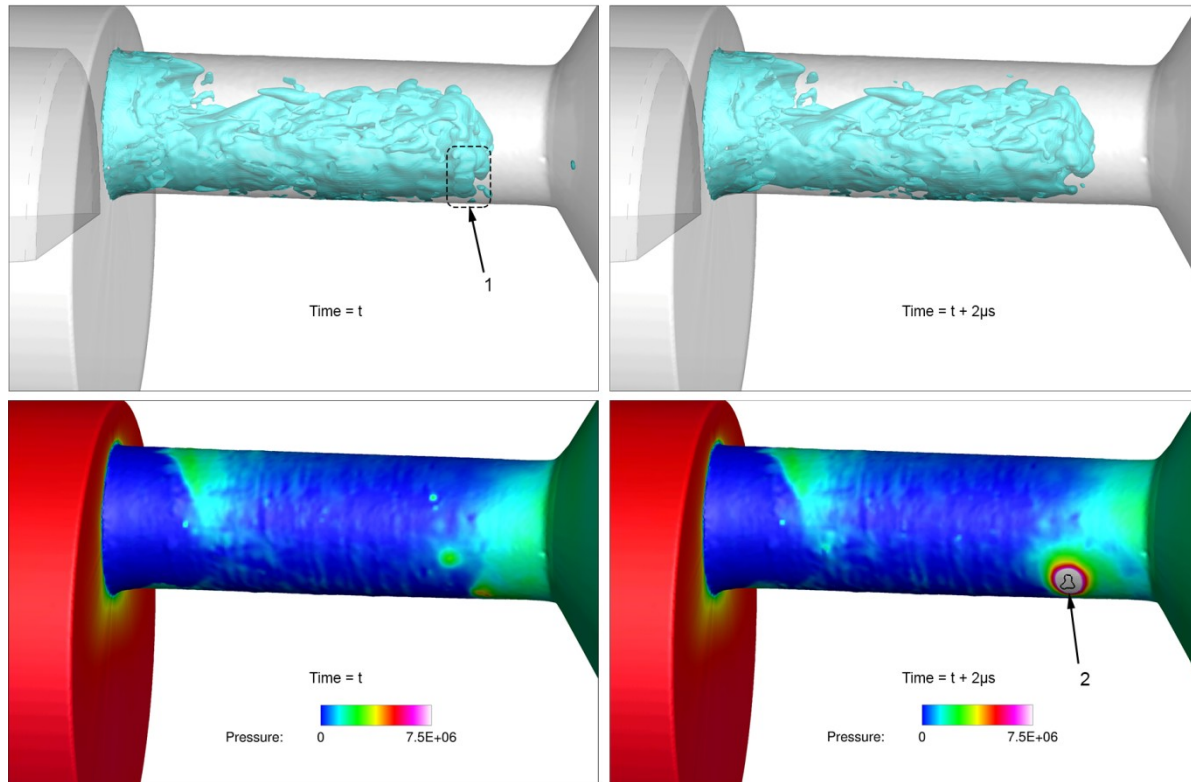 1
Time = t
Time = t + 2µs
2
Time = t
Time = t + 2µs
Pressure: 0 7.5E+06
Pressure: 0 7.5E+06